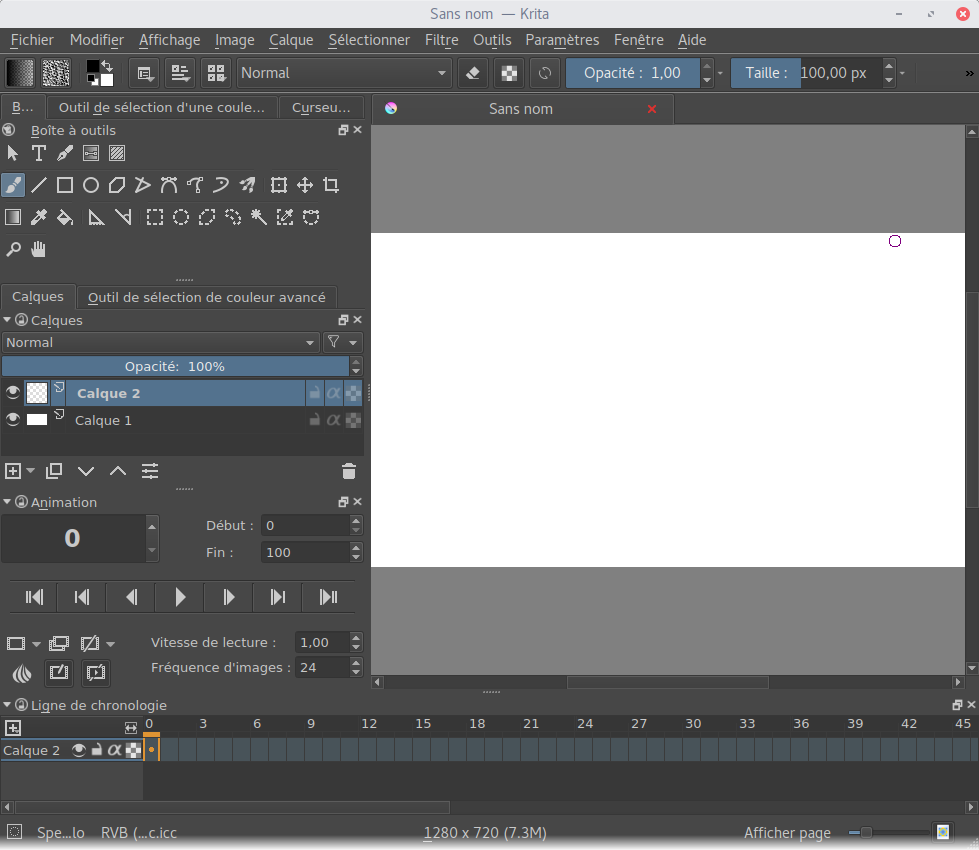 Sans nom — Krita
Fichier Modifier Affichage Image Calque Sélectionner Filtre Outils Paramètres Fenêtre Aide
Normal Opacité : 1,00 Taille : 100,00 px »
B... Outil de sélection d'une coule... Curseu... Sans nom
Boîte à outils
Calques Outil de sélection de couleur avancé
Calques
Normal
Opacité: 100%
Calque 2
Calque 1
Animation
0 Début : 0
Fin : 100
Vitesse de lecture : 1,00
Fréquence d'images : 24
Ligne de chronologie
0 3 6 9 12 15 18 21 24 27 30 33 36 39 42 45
Calque 2
Spe...lo RVB (...c.icc 1280 x 720 (7.3M) Afficher page